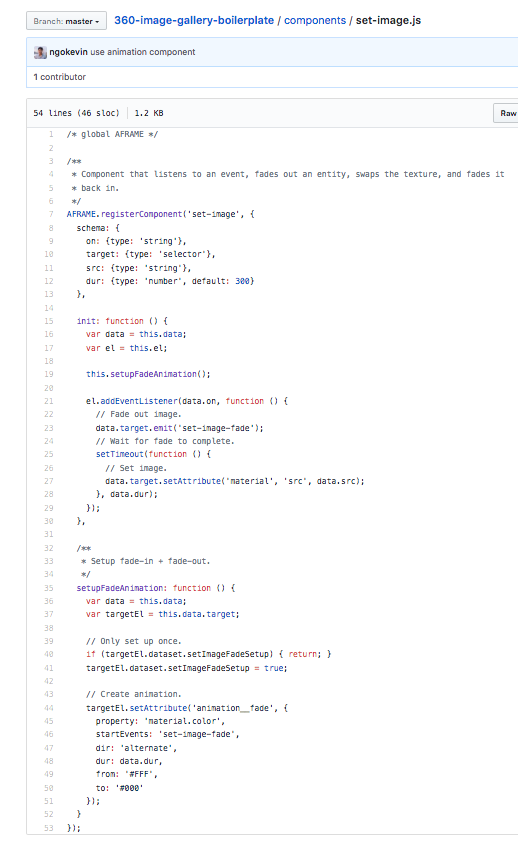 Branch: master 360-image-gallery-boilerplate / components / set-image.js
ngokevin use animation component
1 contributor
54 lines (46 sloc) 1.2 KB Raw
1 /* global AFRAME */
2
3 /**
4  * Component that listens to an event, fades out an entity, swaps the texture, and fades it
5  * back in.
6  */
7 AFRAME.registerComponent('set-image', {
8   schema: {
9     on: {type: 'string'},
10     target: {type: 'selector'},
11     src: {type: 'string'},
12     dur: {type: 'number', default: 300}
13   },
14
15   init: function () {
16     var data = this.data;
17     var el = this.el;
18
19     this.setupFadeAnimation();
20
21     el.addEventListener(data.on, function () {
22       // Fade out image.
23       data.target.emit('set-image-fade');
24       // Wait for fade to complete.
25       setTimeout(function () {
26         // Set image.
27         data.target.setAttribute('material', 'src', data.src);
28       }, data.dur);
29     });
30   },
31
32   /**
33    * Setup fade-in + fade-out.
34    */
35   setupFadeAnimation: function () {
36     var data = this.data;
37     var targetEl = this.data.target;
38
39     // Only set up once.
40     if (targetEl.dataset.setImageFadeSetup) { return; }
41     targetEl.dataset.setImageFadeSetup = true;
42
43     // Create animation.
44     targetEl.setAttribute('animation__fade', {
45       property: 'material.color',
46       startEvents: 'set-image-fade',
47       dir: 'alternate',
48       dur: data.dur,
49       from: '#FFF',
50       to: '#000'
51     });
52   }
53 });